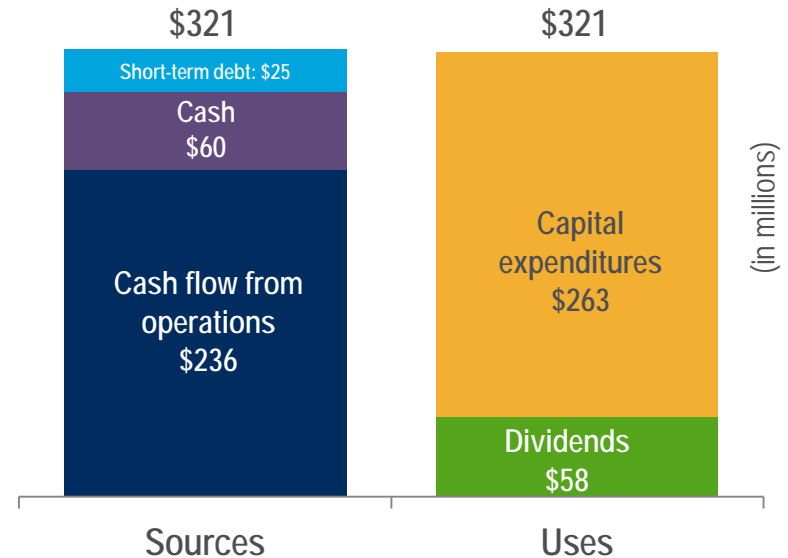 $321
$321
Short-term debt: $25
Cash
$60
Cash flow from
operations
$236
Capital
expenditures
$263
Dividends
$58
(in millions)
Sources
Uses